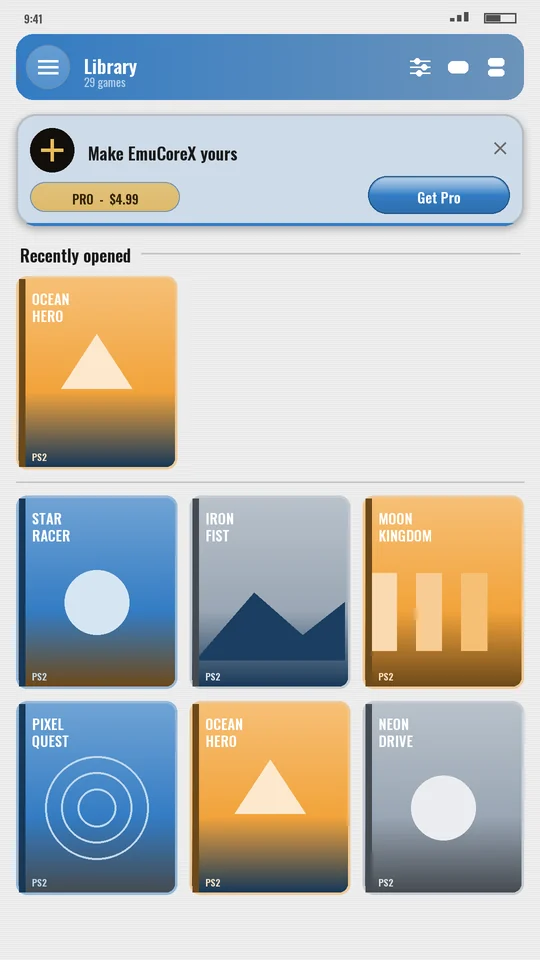 9:41
Library
29 games
Make EmuCoreX yours
PRO - $4.99
Get Pro
Recently opened
OCEAN
HERO
PS2
STAR
RACER
PS2
IRON
FIST
PS2
MOON
KINGDOM
PS2
PIXEL
QUEST
PS2
OCEAN
HERO
PS2
NEON
DRIVE
PS2